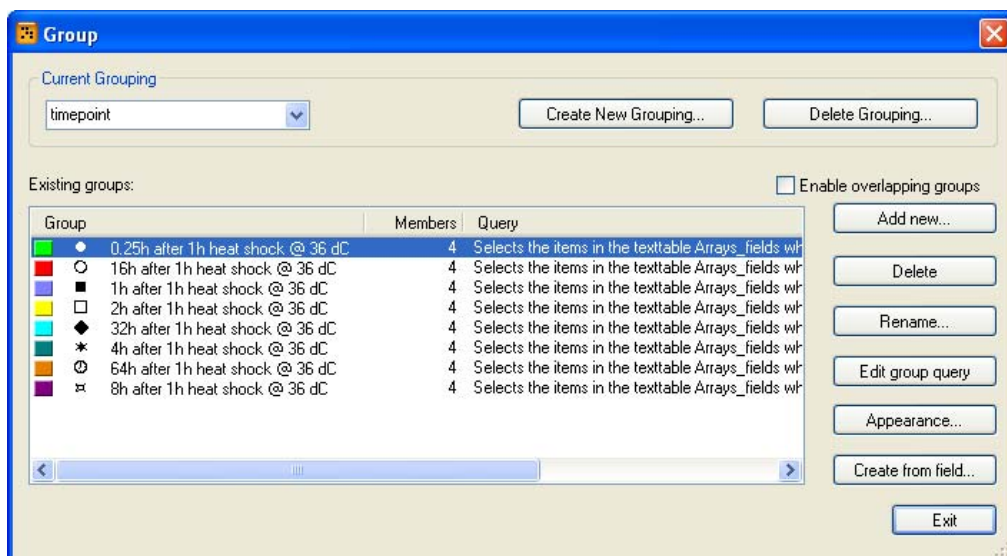 Group
Current Grouping
timepoint
Create New Grouping...
Delete Grouping...
Existing groups:
Enable overlapping groups
Group Members Query
0.25h after 1h heat shock @ 36 dC 4 Selects the items in the texttable Arrays_fields wh
16h after 1h heat shock @ 36 dC 4 Selects the items in the texttable Arrays_fields wh
1h after 1h heat shock @ 36 dC 4 Selects the items in the texttable Arrays_fields wh
2h after 1h heat shock @ 36 dC 4 Selects the items in the texttable Arrays_fields wh
32h after 1h heat shock @ 36 dC 4 Selects the items in the texttable Arrays_fields wh
4h after 1h heat shock @ 36 dC 4 Selects the items in the texttable Arrays_fields wh
64h after 1h heat shock @ 36 dC 4 Selects the items in the texttable Arrays_fields wh
8h after 1h heat shock @ 36 dC 4 Selects the items in the texttable Arrays_fields wh
Add new...
Delete
Rename...
Edit group query
Appearance...
Create from field...
Exit